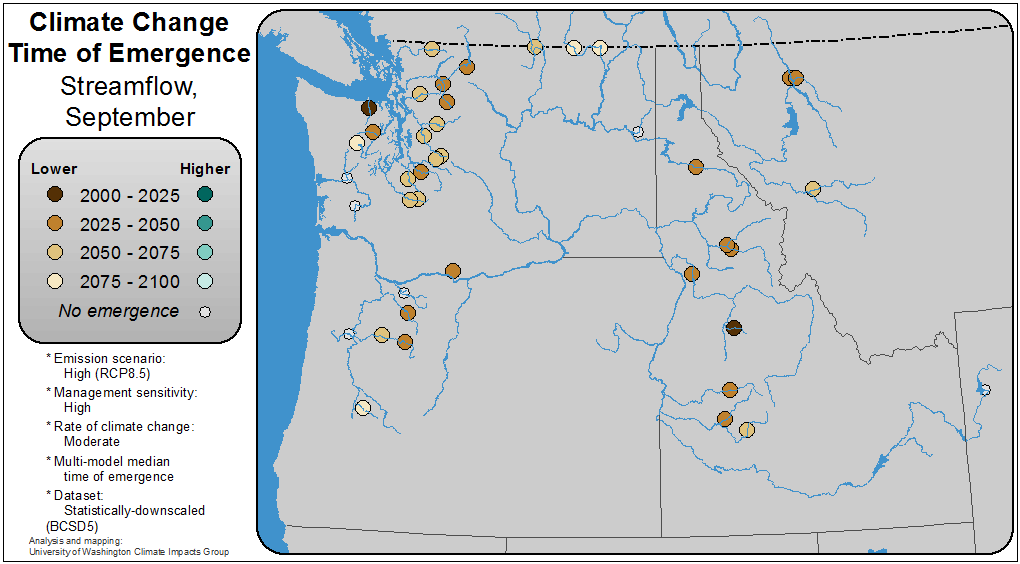 Climate Change
Time of Emergence
Streamflow,
September
Lower Higher
2000 - 2025
2025 - 2050
2050 - 2075
2075 - 2100
No emergence
* Emission scenario:
High (RCP8.5)
* Management sensitivity:
High
* Rate of climate change:
Moderate
* Multi-model median
time of emergence
* Dataset:
Statistically-downscaled
(BCSD5)
Analysis and mapping:
University of Washington Climate Impacts Group